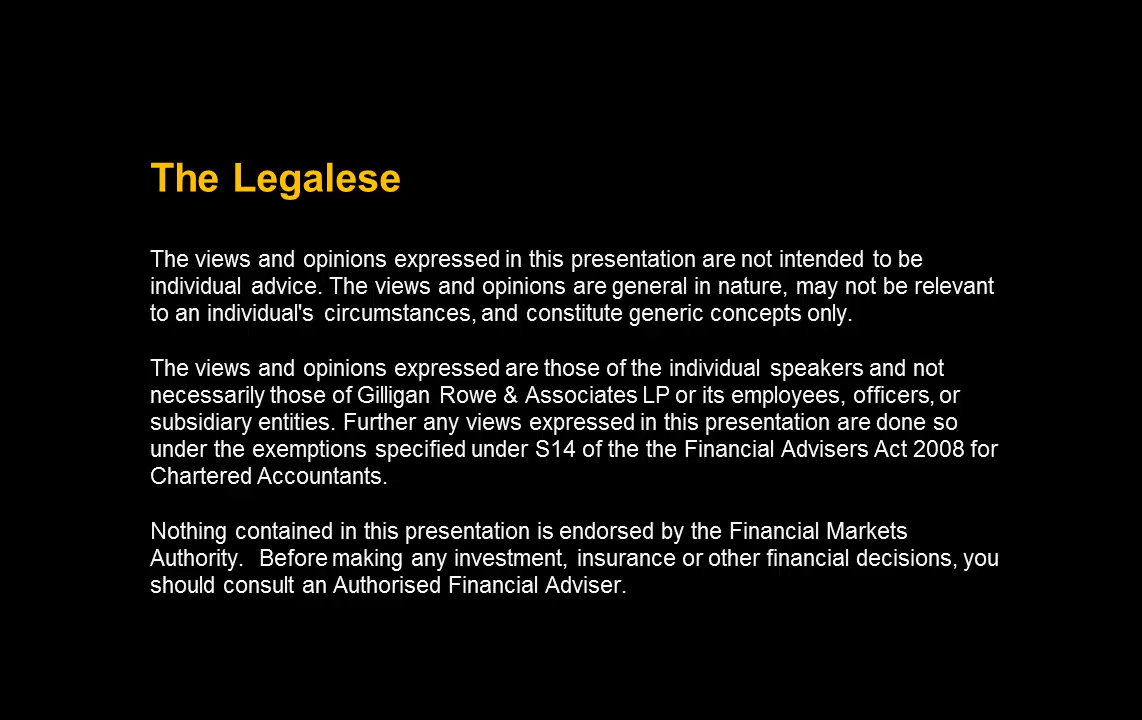 The Legalese
The views and opinions expressed in this presentation are not intended to be
individual advice. The views and opinions are general in nature, may not be relevant
to an individual's circumstances, and constitute generic concepts only.
The views and opinions expressed are those of the individual speakers and not
necessarily those of Gilligan Rowe & Associates LP or its employees, officers, or
subsidiary entities. Further any views expressed in this presentation are done so
under the exemptions specified under S14 of the the Financial Advisers Act 2008 for
Chartered Accountants.
Nothing contained in this presentation is endorsed by the Financial Markets
Authority. Before making any investment, insurance or other financial decisions, you
should consult an Authorised Financial Adviser.